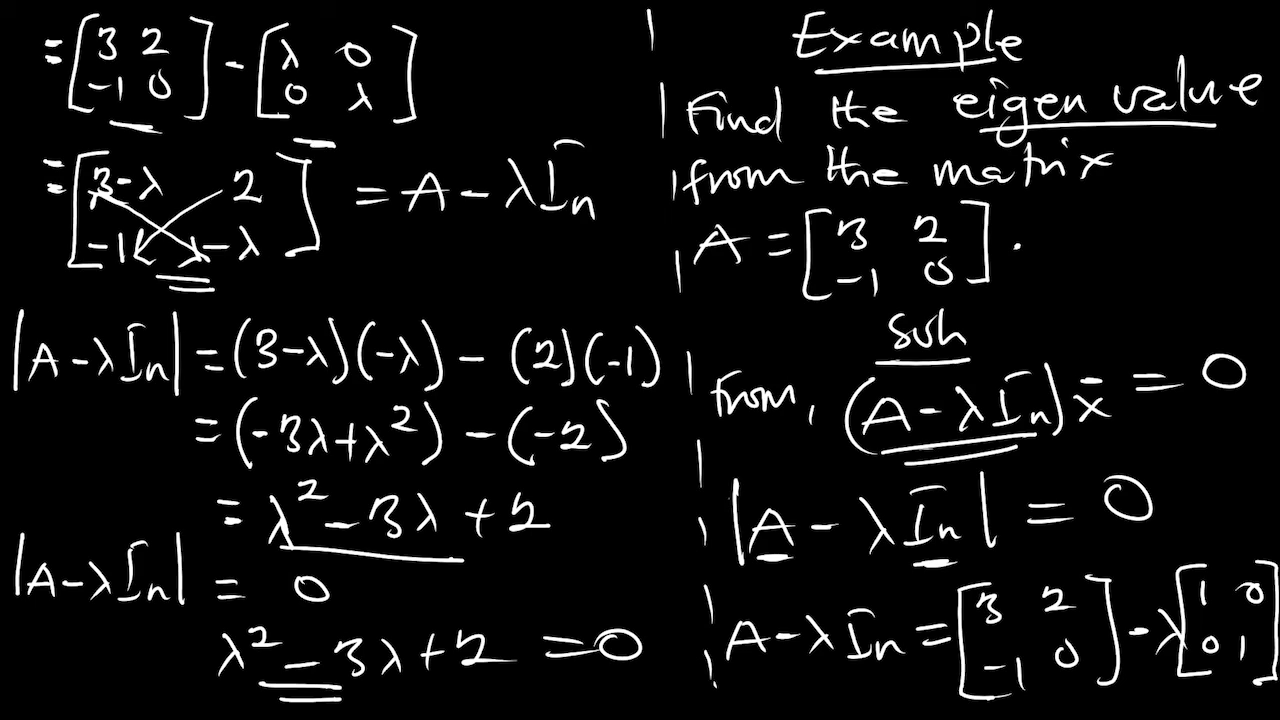 Example
Find the eigen value
from the matrix
A = [3 2
-1 0].
soln
from, (A - λIn)x̄ = 0
|A - λIn| = 0
A - λIn = [3 2
-1 0] - λ[1 0
0 1]
= [3 2
-1 0] - [λ 0
0 λ]
= [3-λ 2
-1 -λ] = A - λIn
|A - λIn| = (3-λ)(-λ) - (2)(-1)
= (-3λ+λ²) - (-2)
= λ² - 3λ + 2
|A - λIn| = 0
λ² - 3λ + 2 = 0